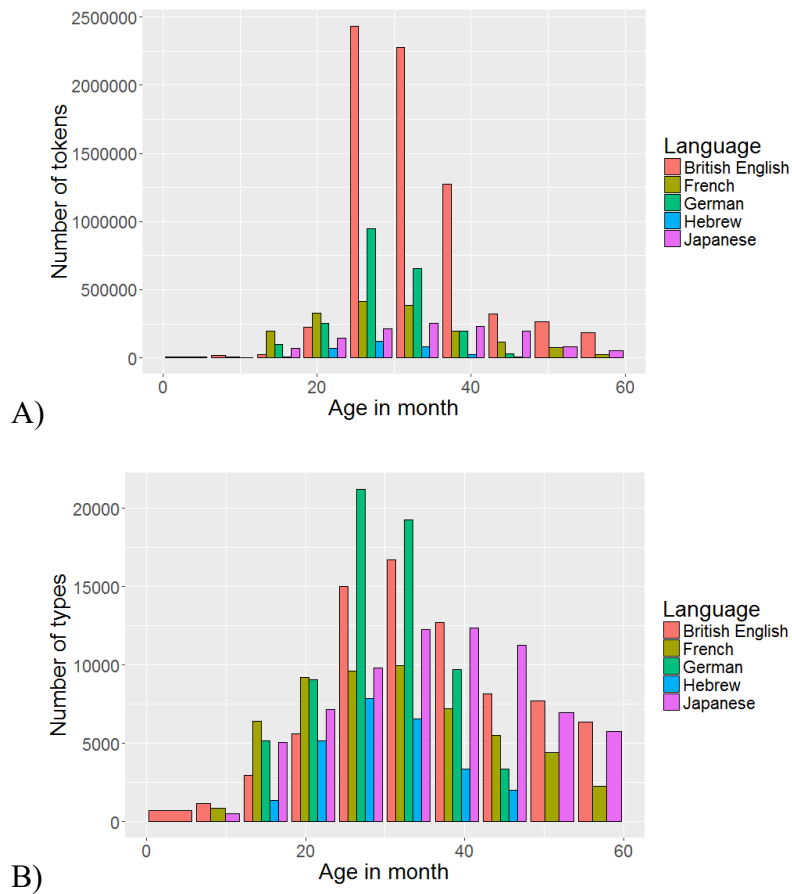 2500000
2000000
1500000
1000000
500000
0
Number of tokens
0 20 40 60
Age in month
Language
British English
French
German
Hebrew
Japanese
A)
20000
15000
10000
5000
0
Number of types
0 20 40 60
Age in month
Language
British English
French
German
Hebrew
Japanese
B)